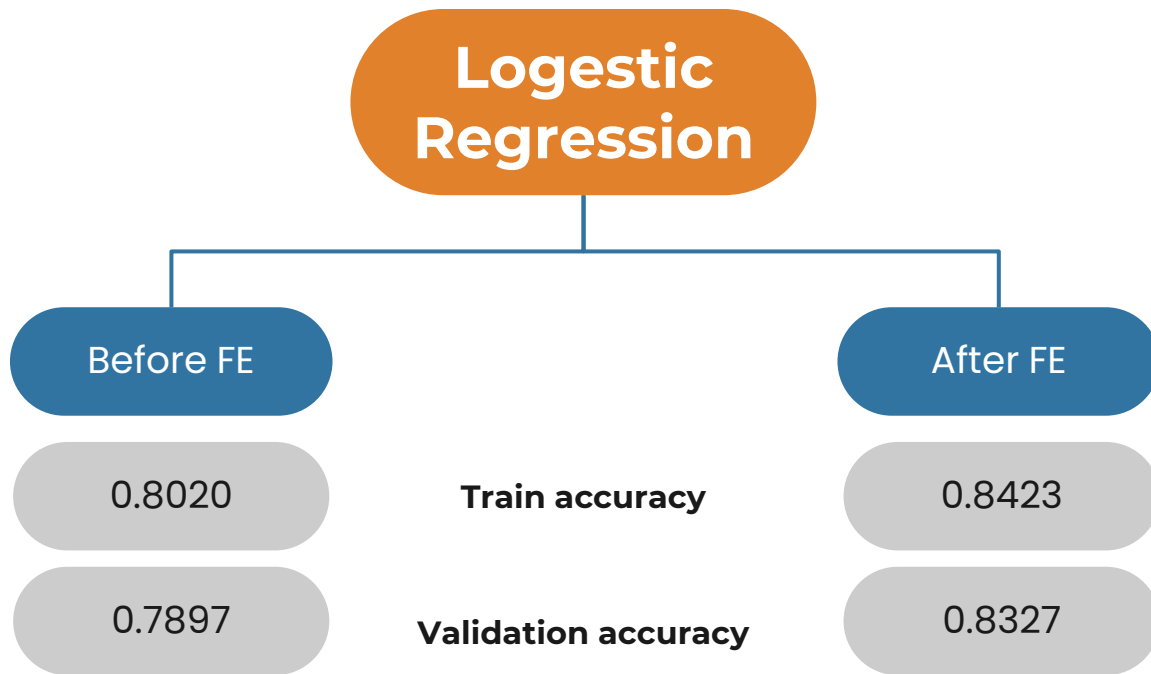 Logestic
Regression
Before FE
After FE
0.8020
Train accuracy
0.8423
0.7897
Validation accuracy
0.8327